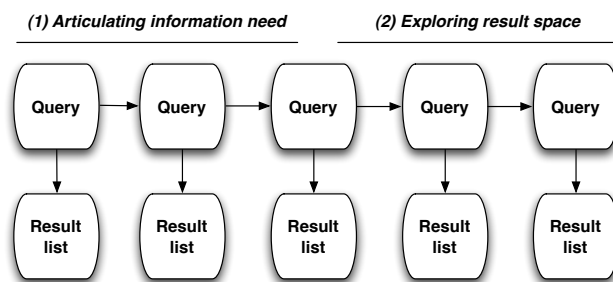 (1) Articulating information need
(2) Exploring result space
Query
Query
Query
Query
Query
Result
list
Result
list
Result
list
Result
list
Result
list